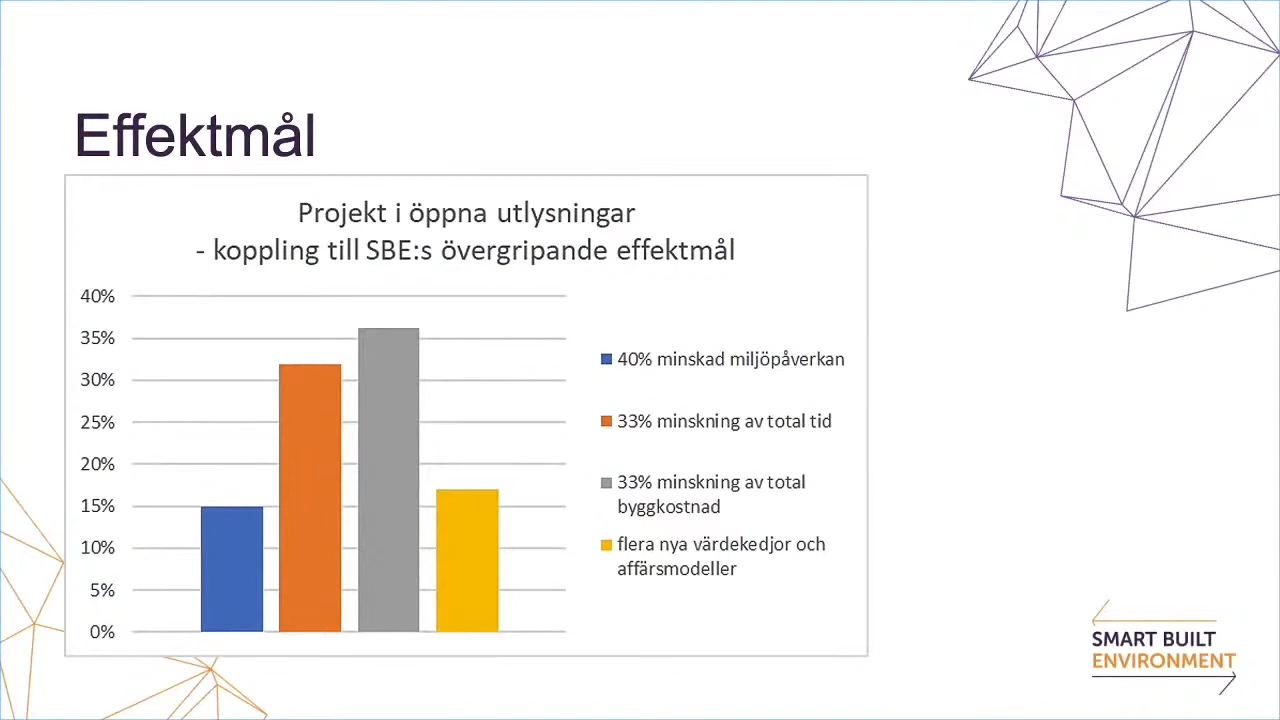 Effektmål
Projekt i öppna utlysningar
- koppling till SBE:s övergripande effektmål
40%
35%
30%
25%
20%
15%
10%
5%
0%
40% minskad miljöpåverkan
33% minskning av total tid
33% minskning av total
byggkostnad
flera nya värdekedjor och
affärsmodeller
SMART BUILT
ENVIRONMENT